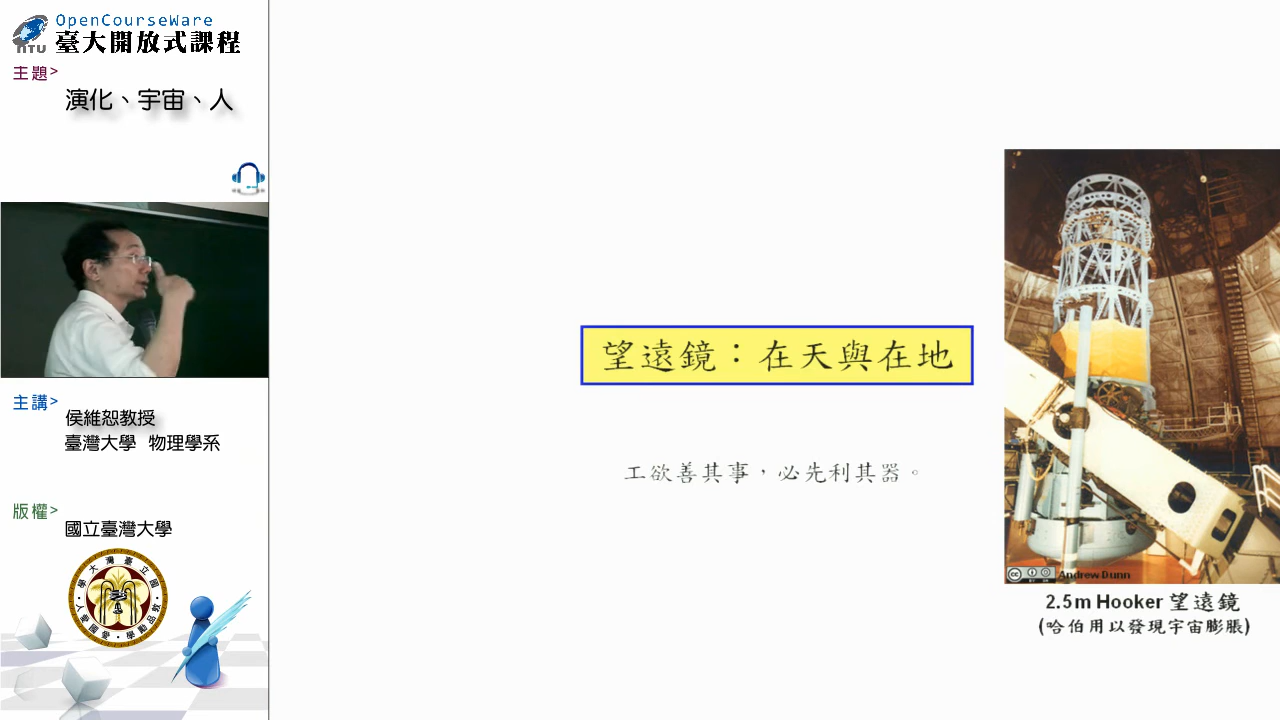 OpenCourseWare
NTU
臺大開放式課程
主題>
演化、宇宙、人
主講>
侯維恕教授
臺灣大學 物理學系
版權>
國立臺灣大學
望遠鏡：在天與在地
工欲善其事，必先利其器。
Andrew Dunn
2.5m Hooker 望遠鏡
(哈伯用以發現宇宙膨脹)